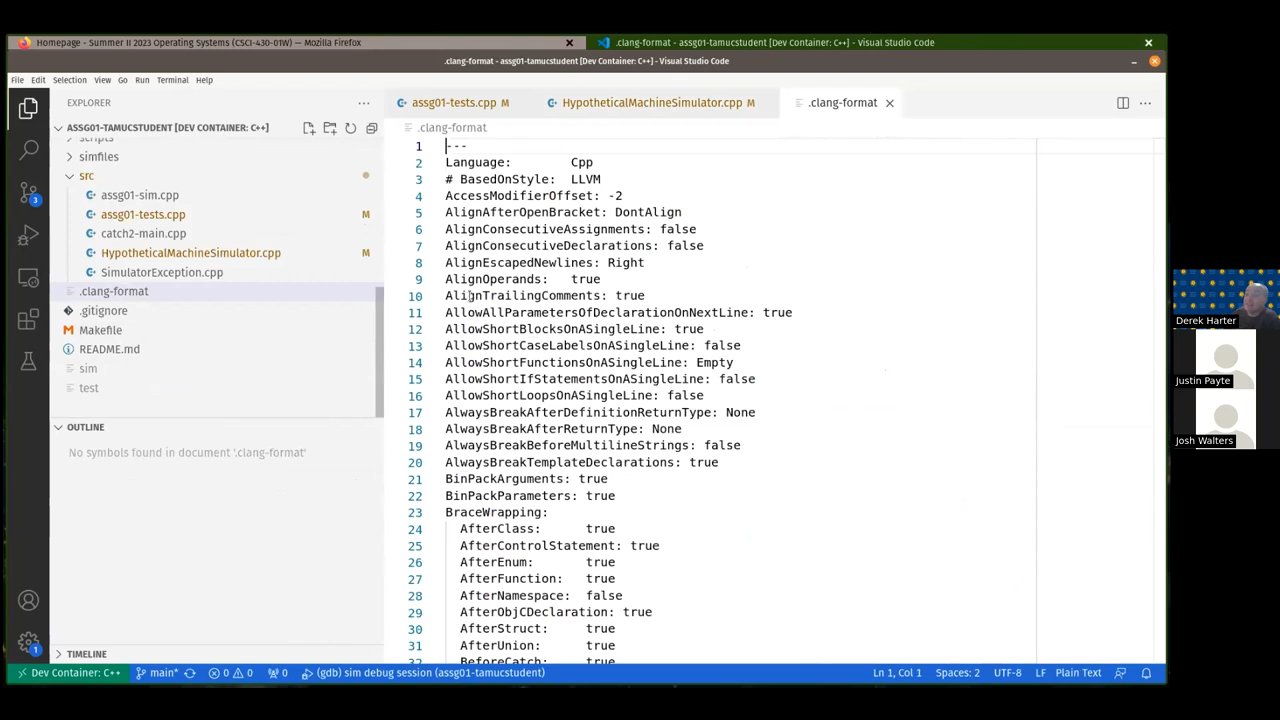 Homepage - Summer II 2023 Operating Systems (CSCI-430-01W) — Mozilla Firefox
.clang-format - assg01-tamucstudent [Dev Container: C++] - Visual Studio Code
.clang-format - assg01-tamucstudent [Dev Container: C++] - Visual Studio Code
File Edit Selection View Go Run Terminal Help
EXPLORER
assg01-tests.cpp M
HypotheticalMachineSimulator.cpp M
.clang-format
ASSG01-TAMUCSTUDENT [DEV CONTAINER: C++]
.clang-format
scripts
simfiles
src
assg01-sim.cpp
assg01-tests.cpp M
catch2-main.cpp
HypotheticalMachineSimulator.cpp M
SimulatorException.cpp
.clang-format
.gitignore
Makefile
README.md
sim
test
OUTLINE
No symbols found in document '.clang-format'
TIMELINE
3
1
1 ---
2 Language: Cpp
3 # BasedOnStyle: LLVM
4 AccessModifierOffset: -2
5 AlignAfterOpenBracket: DontAlign
6 AlignConsecutiveAssignments: false
7 AlignConsecutiveDeclarations: false
8 AlignEscapedNewlines: Right
9 AlignOperands: true
10 AlignTrailingComments: true
11 AllowAllParametersOfDeclarationOnNextLine: true
12 AllowShortBlocksOnASingleLine: true
13 AllowShortCaseLabelsOnASingleLine: false
14 AllowShortFunctionsOnASingleLine: Empty
15 AllowShortIfStatementsOnASingleLine: false
16 AllowShortLoopsOnASingleLine: false
17 AlwaysBreakAfterDefinitionReturnType: None
18 AlwaysBreakAfterReturnType: None
19 AlwaysBreakBeforeMultilineStrings: false
20 AlwaysBreakTemplateDeclarations: true
21 BinPackArguments: true
22 BinPackParameters: true
23 BraceWrapping:
24 AfterClass: true
25 AfterControlStatement: true
26 AfterEnum: true
27 AfterFunction: true
28 AfterNamespace: false
29 AfterObjCDeclaration: true
30 AfterStruct: true
31 AfterUnion: true
32 BeforeCatch: true
Dev Container: C++ main* 0 0 0 (gdb) sim debug session (assg01-tamucstudent) Ln 1, Col 1 Spaces: 2 UTF-8 LF Plain Text
Derek Harter
Justin Payte
Josh Walters